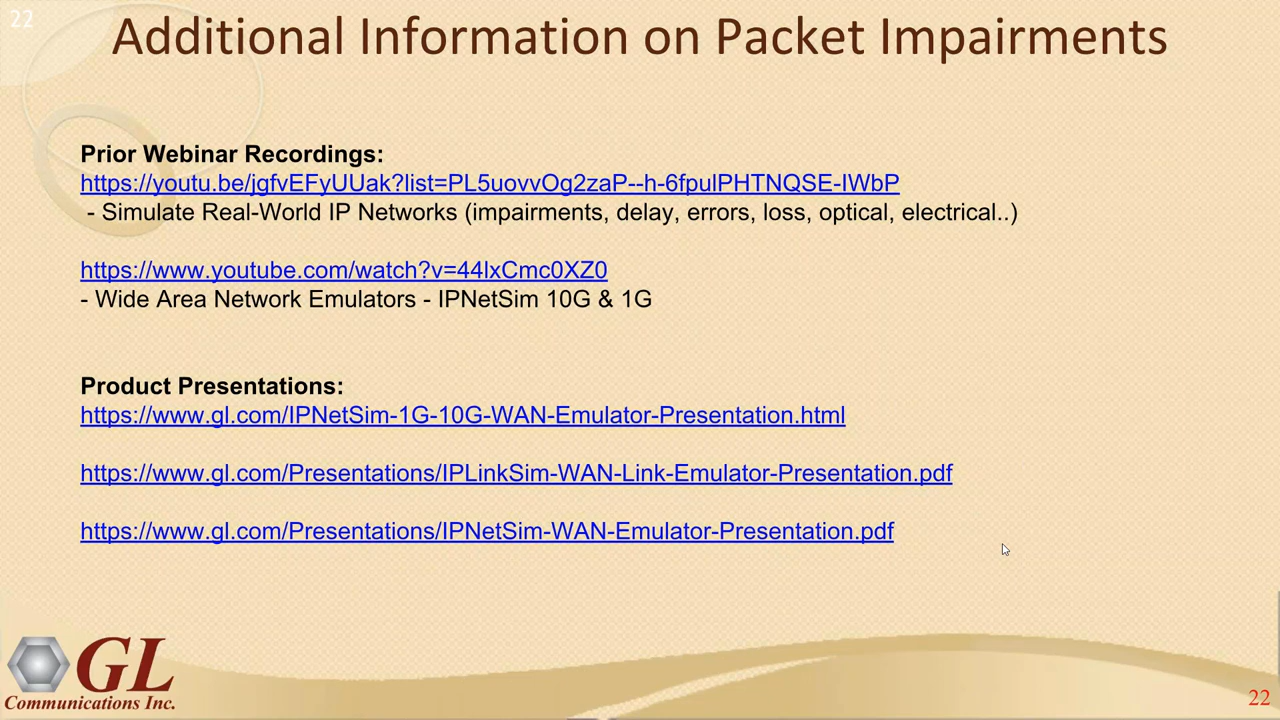 22
Additional Information on Packet Impairments
Prior Webinar Recordings:
https://youtu.be/jgfvEFyUUak?list=PL5uovvOg2zaP--h-6fpulPHTNQSE-IWbP
- Simulate Real-World IP Networks (impairments, delay, errors, loss, optical, electrical..)
https://www.youtube.com/watch?v=44lxCmc0XZ0
- Wide Area Network Emulators - IPNetSim 10G & 1G
Product Presentations:
https://www.gl.com/IPNetSim-1G-10G-WAN-Emulator-Presentation.html
https://www.gl.com/Presentations/IPLinkSim-WAN-Link-Emulator-Presentation.pdf
https://www.gl.com/Presentations/IPNetSim-WAN-Emulator-Presentation.pdf
GL
Communications Inc.
22